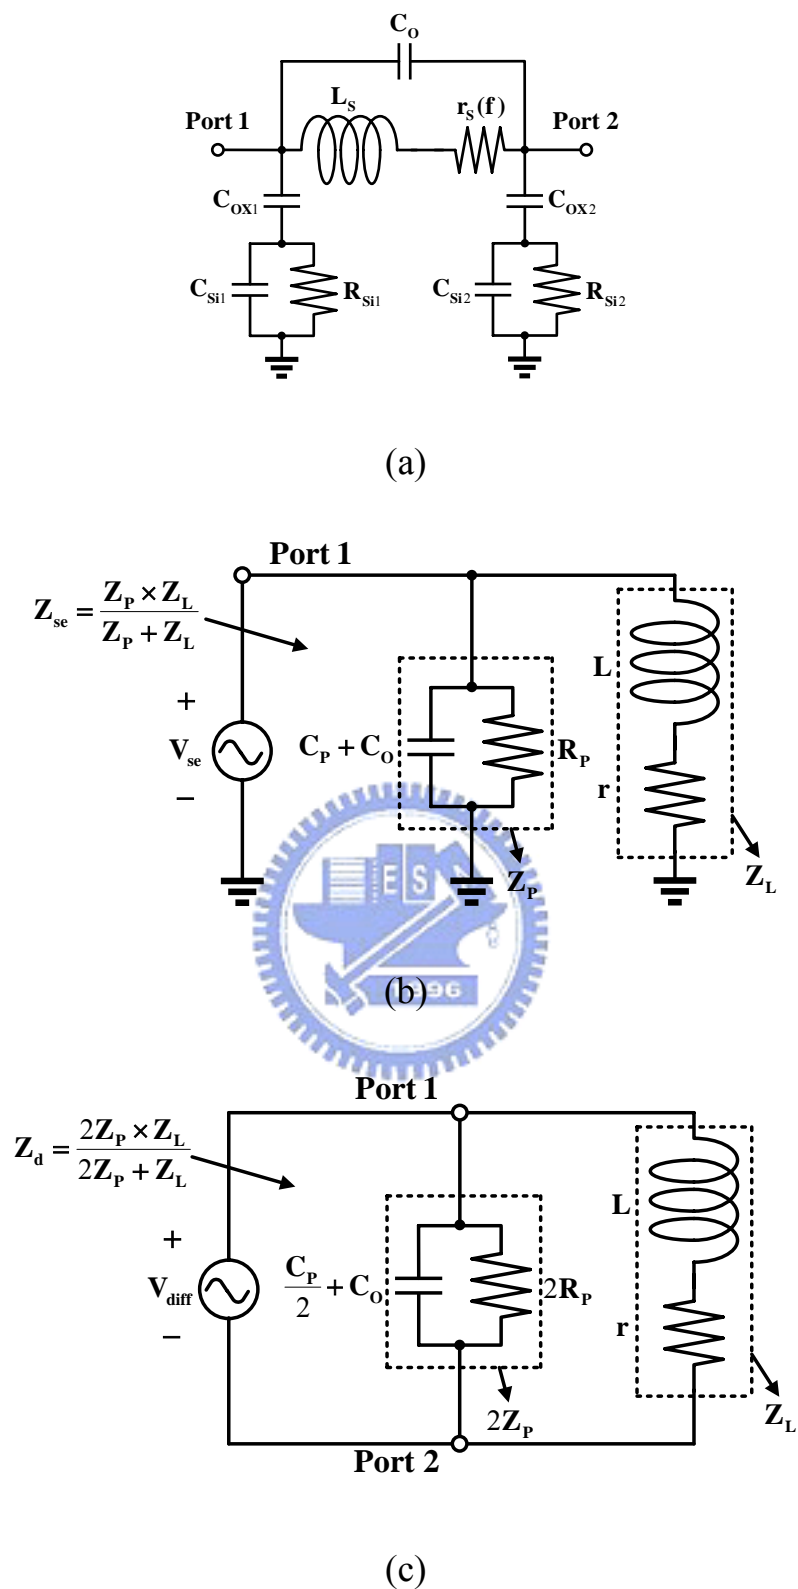 C_O
L_S
r_S(f)
Port 1
Port 2
C_OX1
C_OX2
C_Si1
R_Si1
C_Si2
R_Si2
(a)
Port 1
Z_se = (Z_P × Z_L) / (Z_P + Z_L)
L
+
V_se
−
C_P + C_O
R_P
r
Z_P
Z_L
ES
1996
(b)
Port 1
Z_d = (2Z_P × Z_L) / (2Z_P + Z_L)
L
+
V_diff
−
C_P / 2 + C_O
2R_P
r
2Z_P
Z_L
Port 2
(c)